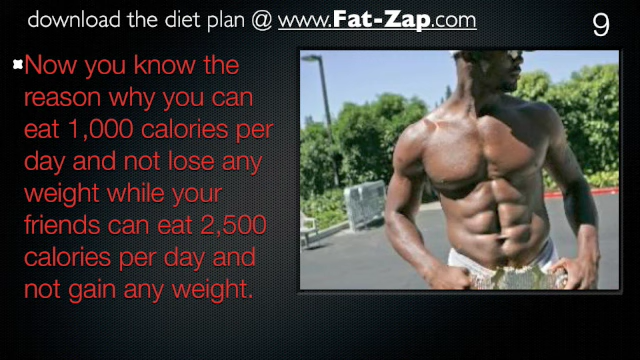 download the diet plan @ www.Fat-Zap.com
9
Now you know the
reason why you can
eat 1,000 calories per
day and not lose any
weight while your
friends can eat 2,500
calories per day and
not gain any weight.